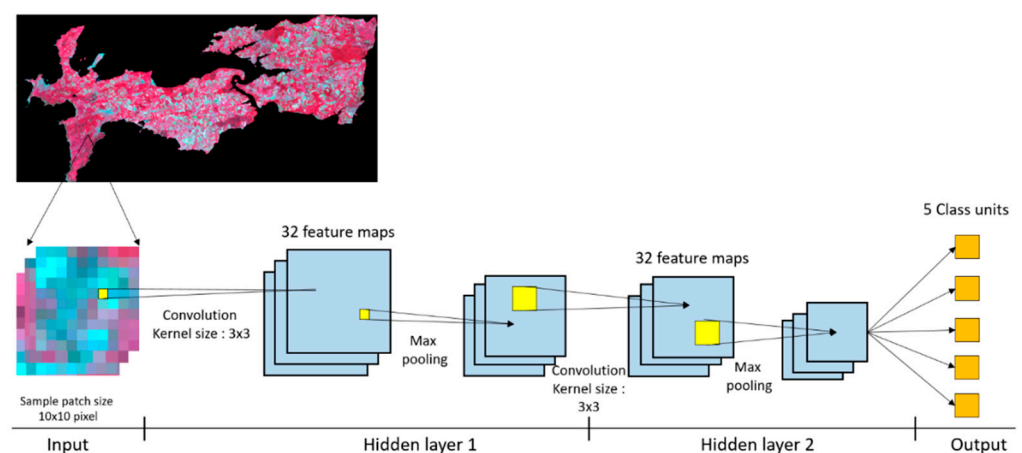 5 Class units
32 feature maps
32 feature maps
Convolution
Kernel size : 3x3
Max
pooling
Convolution
Kernel size :
3x3
Max
pooling
Sample patch size
10x10 pixel
Input
Hidden layer 1
Hidden layer 2
Output